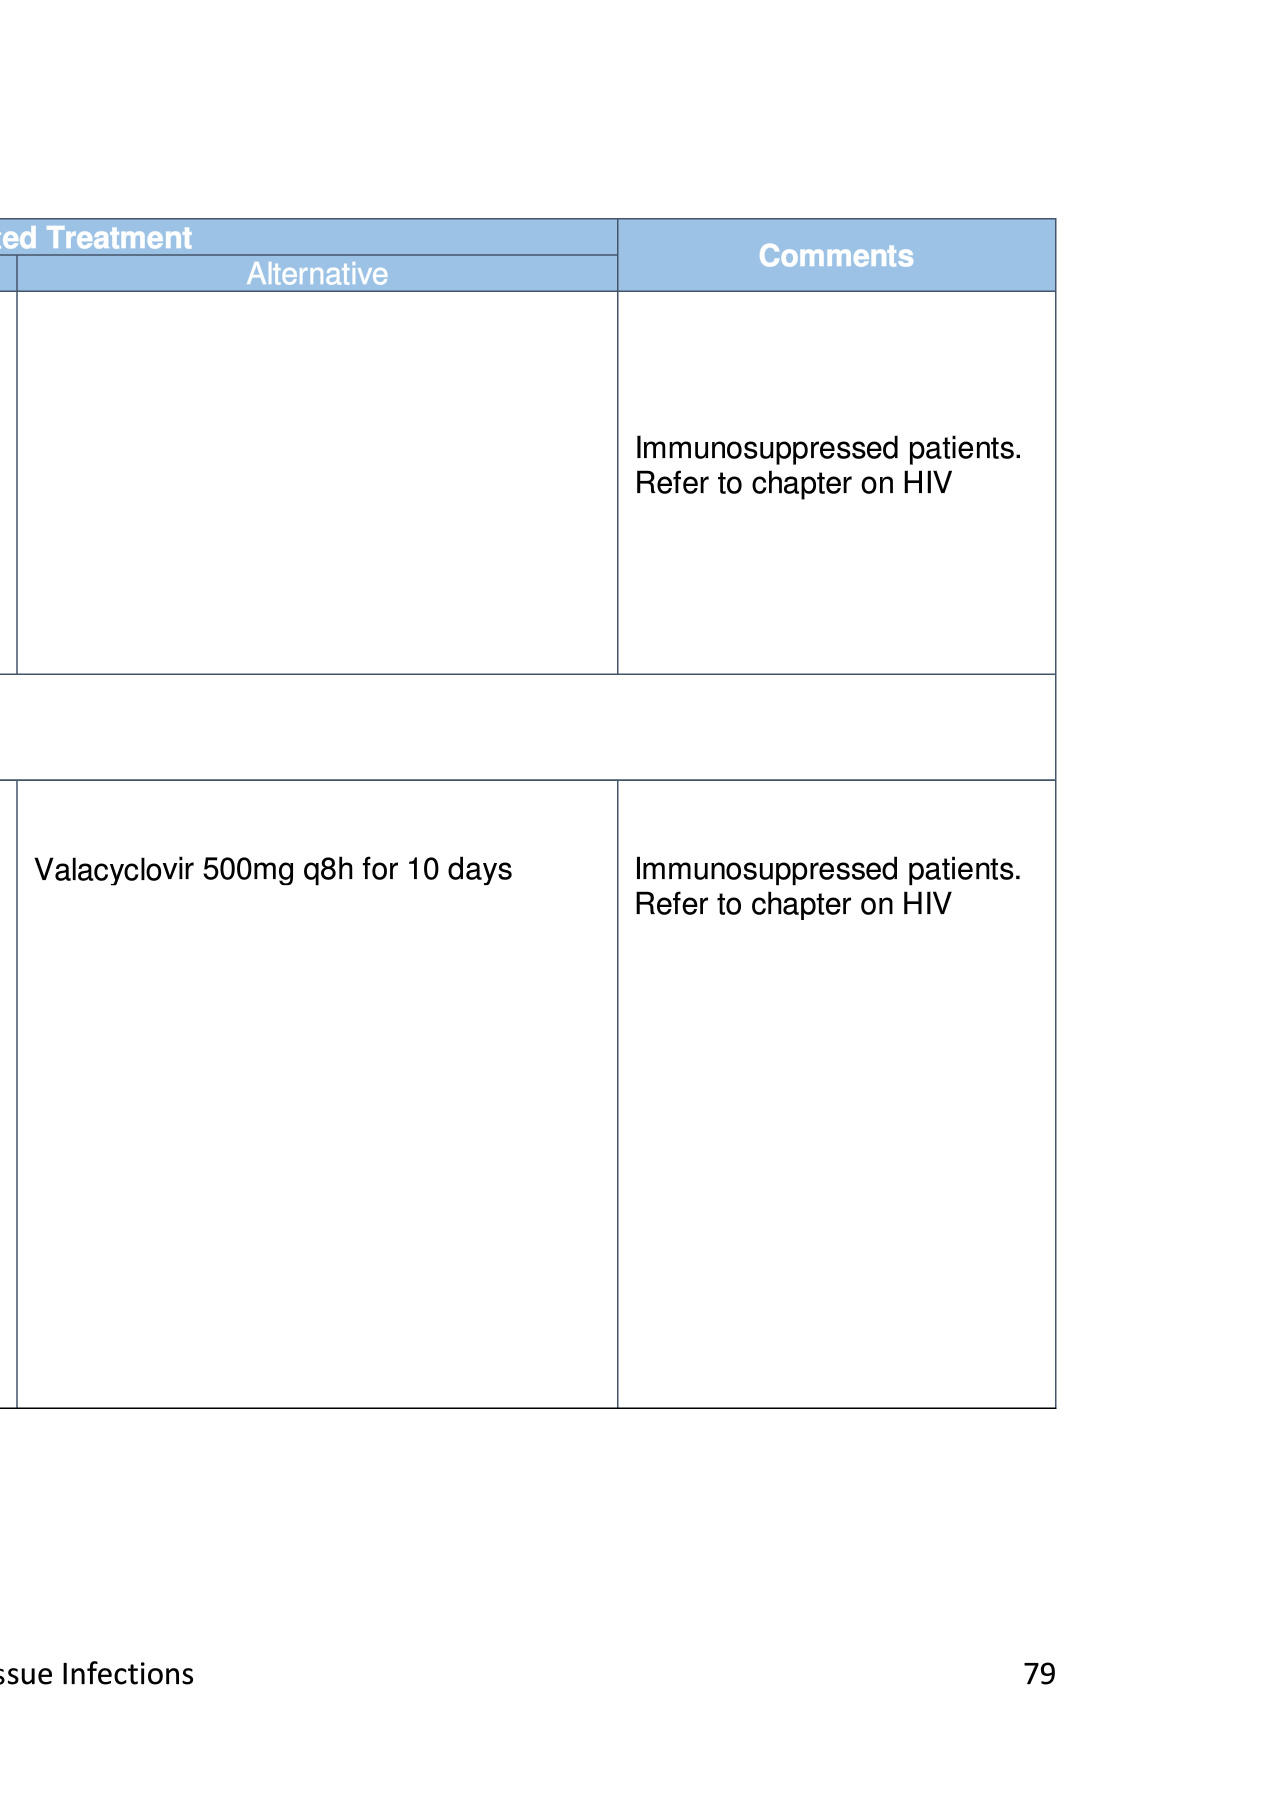 ted Treatment
Comments
Alternative
Immunosuppressed patients.
Refer to chapter on HIV
Valacyclovir 500mg q8h for 10 days
Immunosuppressed patients.
Refer to chapter on HIV
ssue Infections
79